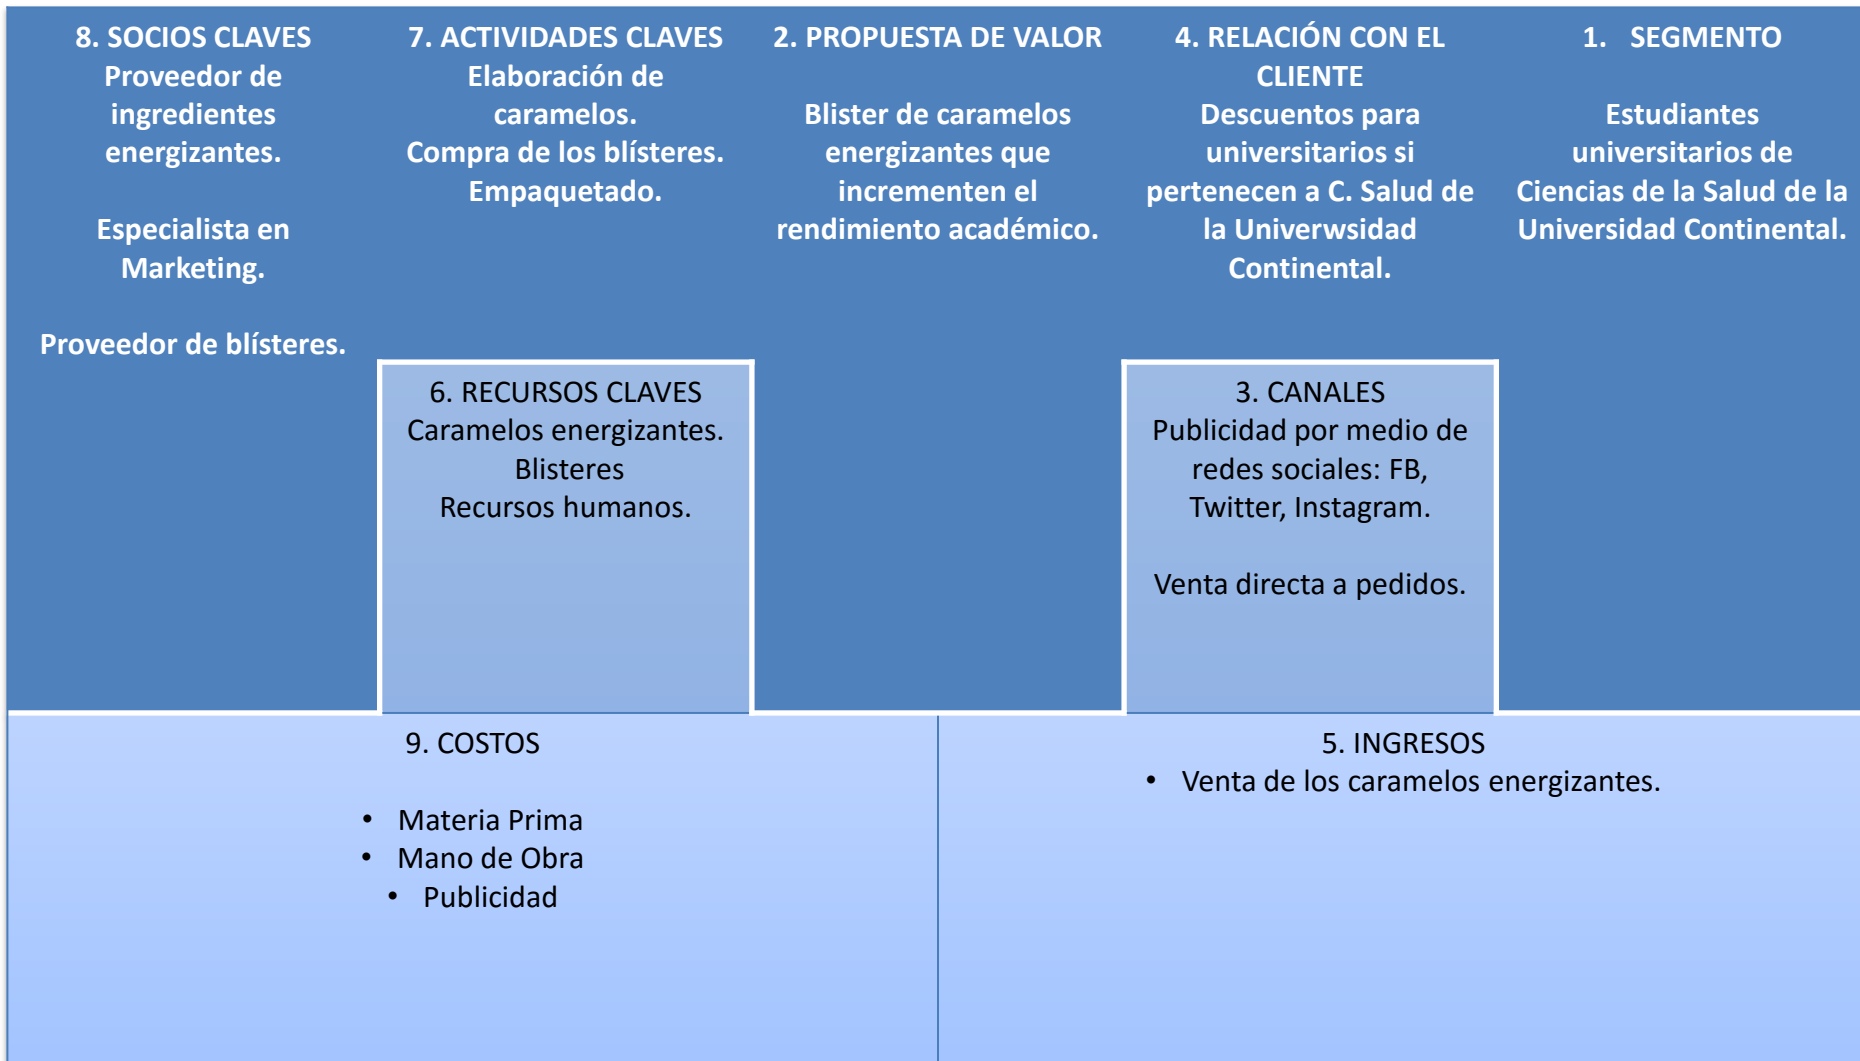 8. SOCIOS CLAVES
Proveedor de
ingredientes
energizantes.
Especialista en
Marketing.
Proveedor de blísteres.
7. ACTIVIDADES CLAVES
Elaboración de
caramelos.
Compra de los blísteres.
Empaquetado.
2. PROPUESTA DE VALOR
Blister de caramelos
energizantes que
incrementen el
rendimiento académico.
4. RELACIÓN CON EL
CLIENTE
Descuentos para
universitarios si
pertenecen a C. Salud de
la Univerwsidad
Continental.
1. SEGMENTO
Estudiantes
universitarios de
Ciencias de la Salud de la
Universidad Continental.
6. RECURSOS CLAVES
Caramelos energizantes.
Blisteres
Recursos humanos.
3. CANALES
Publicidad por medio de
redes sociales: FB,
Twitter, Instagram.
Venta directa a pedidos.
9. COSTOS
• Materia Prima
• Mano de Obra
• Publicidad
5. INGRESOS
• Venta de los caramelos energizantes.